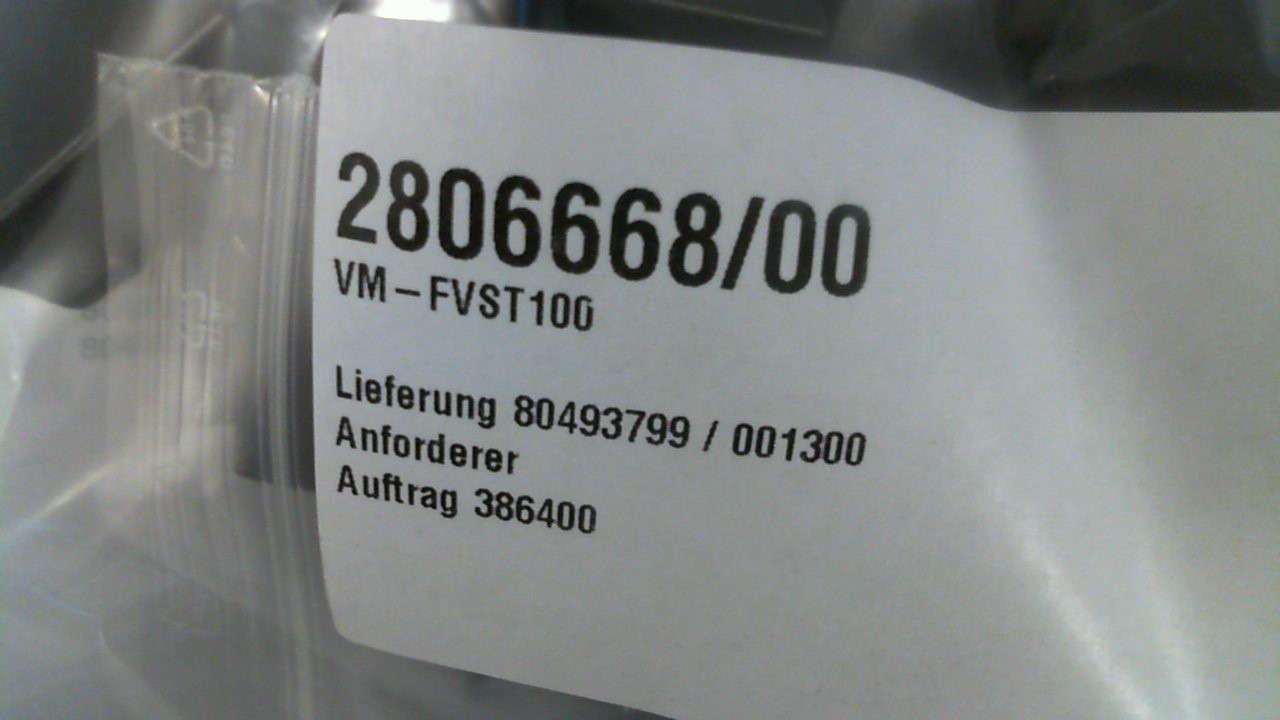 2806668/00
VM-FVST100
Lieferung 80493799 / 001300
Anforderer
Auftrag 386400